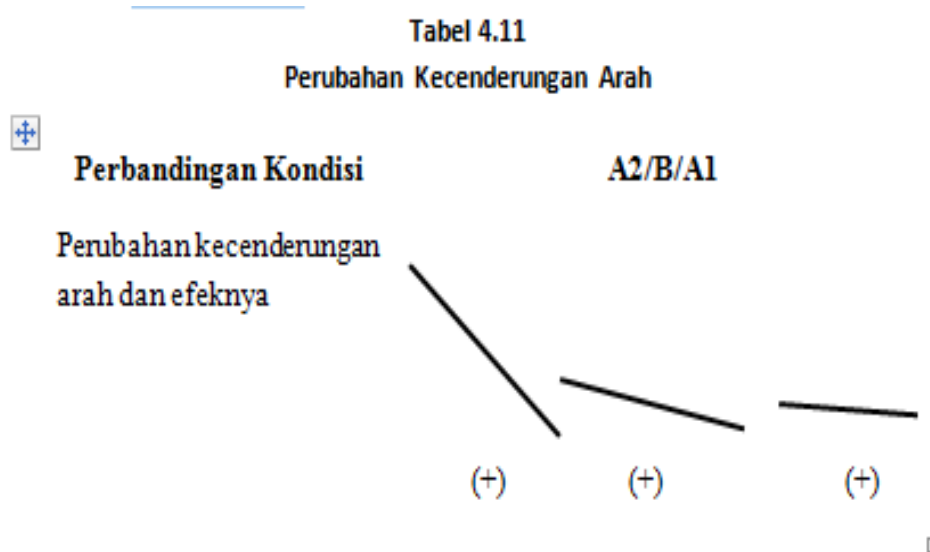 Tabel 4.11
Perubahan Kecenderungan Arah
Perbandingan Kondisi A2/B/A1
Perubahan kecenderungan
arah dan efeknya
(+) (+) (+)